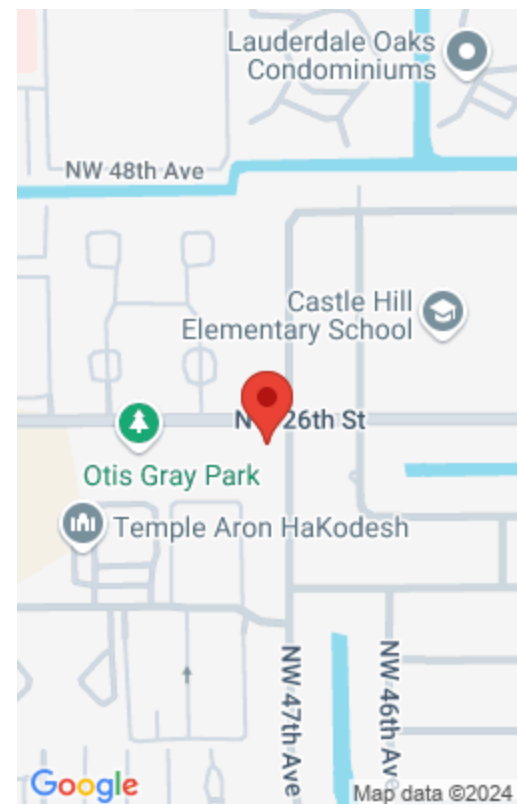 Lauderdale Oaks
Condominiums
NW 48th Ave
Castle Hill
Elementary School
N 26th St
Otis Gray Park
Temple Aron HaKodesh
NW 47th Ave
NW 46th Ave
Google
Map data ©2024